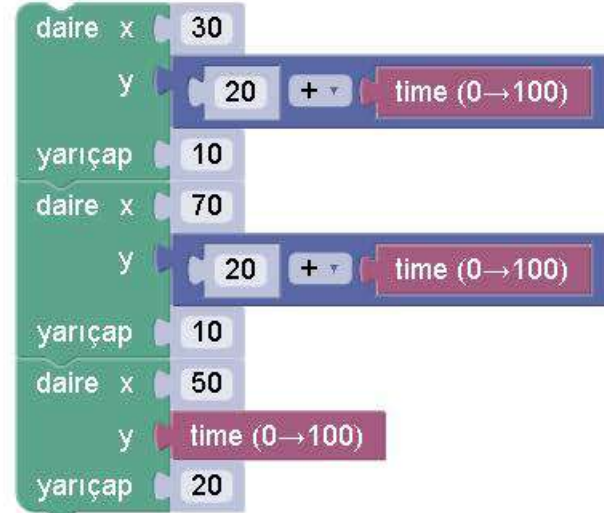 daire x 30
y 20 + time (0→100)
yarıçap 10
daire x 70
y 20 + time (0→100)
yarıçap 10
daire x 50
y time (0→100)
yarıçap 20